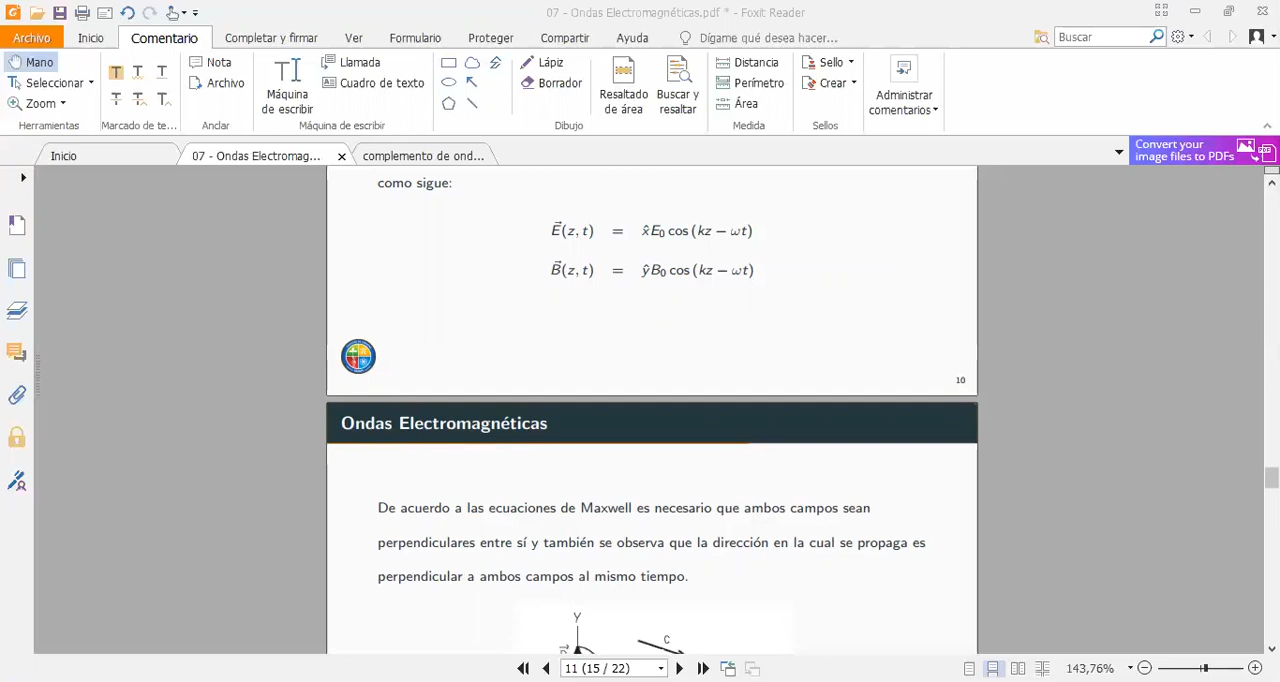 07 - Ondas Electromagnéticas.pdf * - Foxit Reader
Archivo Inicio Comentario Completar y firmar Ver Formulario Proteger Compartir Ayuda Dígame qué desea hacer... Buscar
Mano
Seleccionar
Zoom
Herramientas
T T T
T T T
Marcado de te...
Nota
Archivo
Anclar
Máquina
de escribir
Llamada
Cuadro de texto
Máquina de escribir
Lápiz
Borrador
Resaltado
de área
Buscar y
resaltar
Dibujo
Distancia
Perímetro
Área
Medida
Sello
Crear
Sellos
Administrar
comentarios
Inicio 07 - Ondas Electromag... complemento de ond...
Convert your
image files to PDFs
como sigue:
E⃗(z, t) = x̂E₀ cos (kz − ωt)
B⃗(z, t) = ŷB₀ cos (kz − ωt)
10
Ondas Electromagnéticas
De acuerdo a las ecuaciones de Maxwell es necesario que ambos campos sean
perpendiculares entre sí y también se observa que la dirección en la cual se propaga es
perpendicular a ambos campos al mismo tiempo.
Y
C
11 (15 / 22)
143,76%